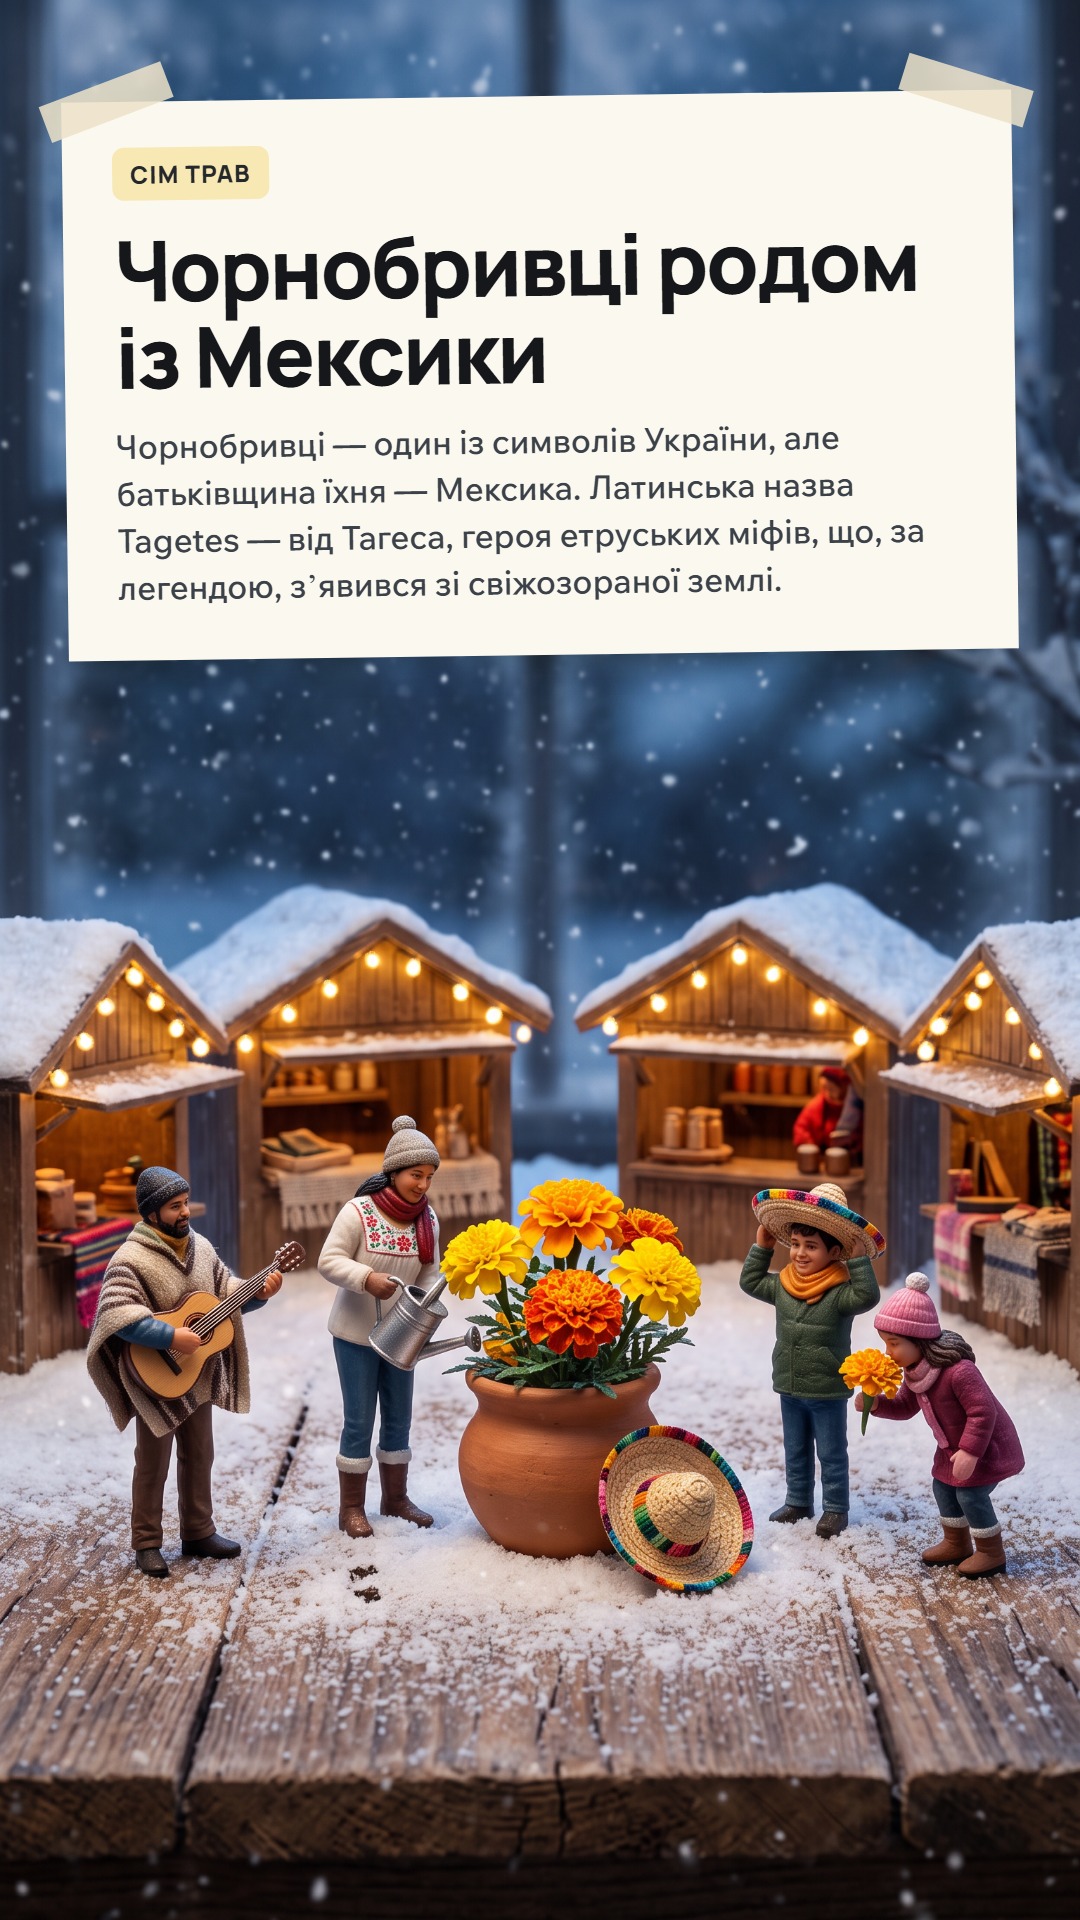 СІМ ТРАВ
Чорнобривці родом
із Мексики
Чорнобривці — один із символів України, але
батьківщина їхня — Мексика. Латинська назва
Tagetes — від Тагеса, героя етруських міфів, що, за
легендою, з’явився зі свіжозораної землі.